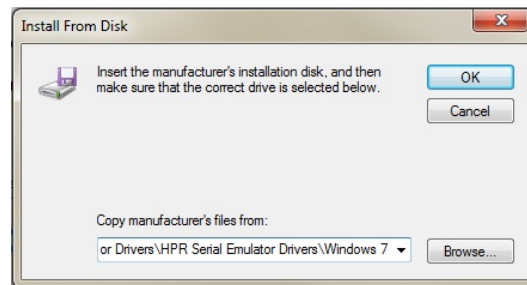 Install From Disk
Insert the manufacturer's installation disk, and then
make sure that the correct drive is selected below.
OK
Cancel
Copy manufacturer's files from:
or Drivers\HPR Serial Emulator Drivers\Windows 7
Browse...